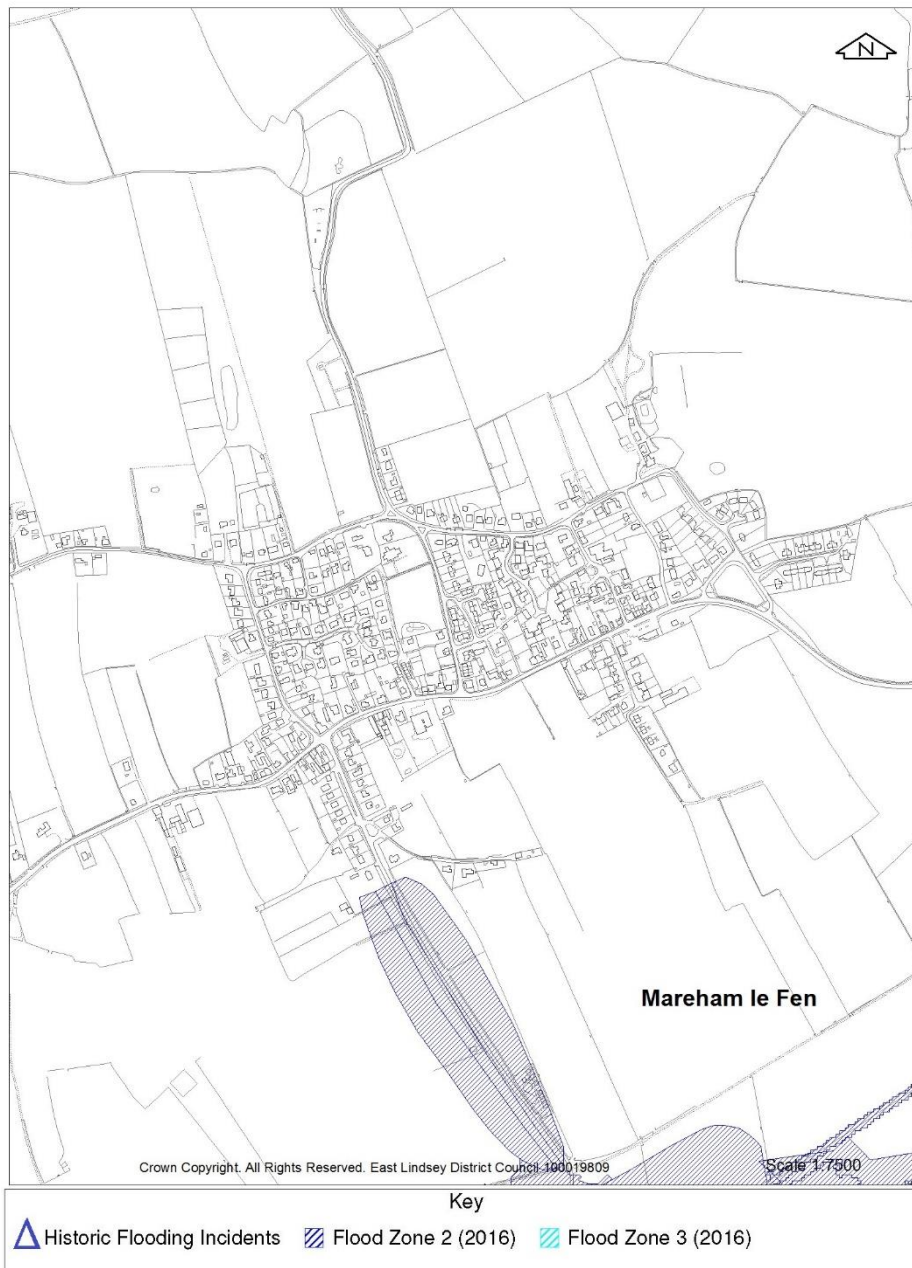 N
Mareham le Fen
Crown Copyright. All Rights Reserved. East Lindsey District Council 100019809
Scale 1:7500
Key
Historic Flooding Incidents Flood Zone 2 (2016) Flood Zone 3 (2016)